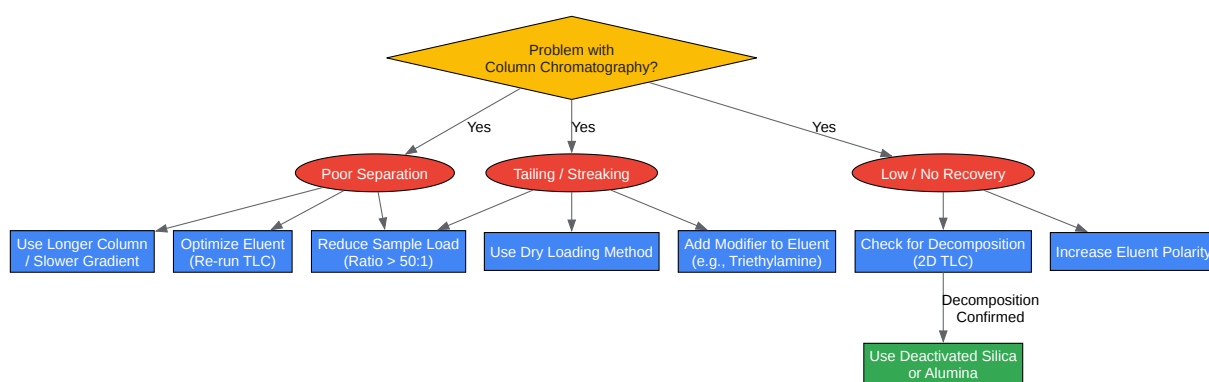 Problem with
Column Chromatography?
Yes
Yes
Yes
Poor Separation
Tailing / Streaking
Low / No Recovery
Use Longer Column
/ Slower Gradient
Optimize Eluent
(Re-run TLC)
Reduce Sample Load
(Ratio > 50:1)
Use Dry Loading Method
Add Modifier to Eluent
(e.g., Triethylamine)
Check for Decomposition
(2D TLC)
Increase Eluent Polarity
Decomposition
Confirmed
Use Deactivated Silica
or Alumina